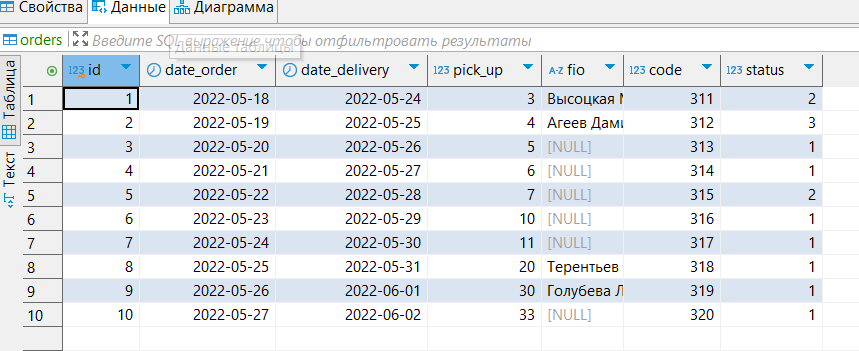 Свойства Данные Диаграмма
orders Введите SQL выражение чтобы отфильтровать результаты
Данные таблицы
Таблица
Текст
123 id date_order date_delivery 123 pick_up A-Z fio 123 code 123 status
1 1 2022-05-18 2022-05-24 3 Высоцкая 311 2
2 2 2022-05-19 2022-05-25 4 Агеев Дами 312 3
3 3 2022-05-20 2022-05-26 5 [NULL] 313 1
4 4 2022-05-21 2022-05-27 6 [NULL] 314 1
5 5 2022-05-22 2022-05-28 7 [NULL] 315 2
6 6 2022-05-23 2022-05-29 10 [NULL] 316 1
7 7 2022-05-24 2022-05-30 11 [NULL] 317 1
8 8 2022-05-25 2022-05-31 20 Терентьев 318 1
9 9 2022-05-26 2022-06-01 30 Голубева Л 319 1
10 10 2022-05-27 2022-06-02 33 [NULL] 320 1